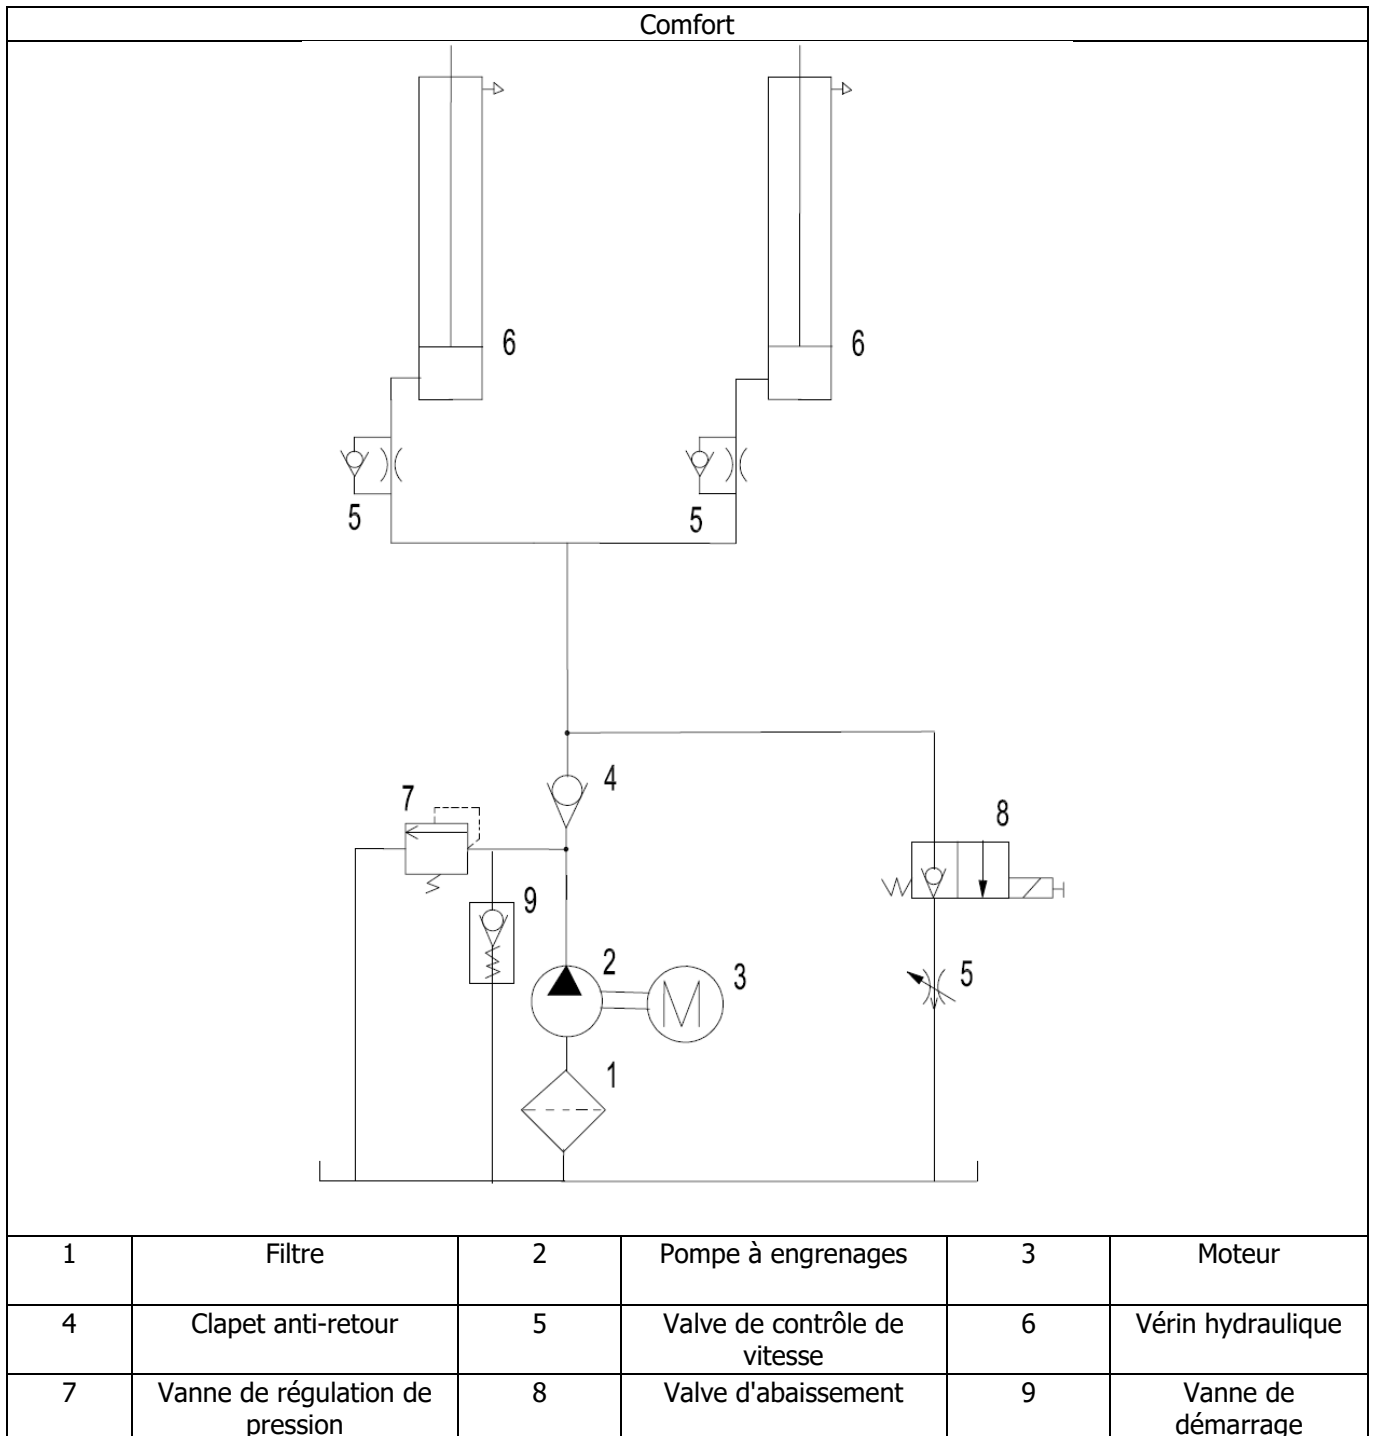 Comfort
6
6
5
5
4
7
8
9
2
3
5
1
1 Filtre 2 Pompe à engrenages 3 Moteur
4 Clapet anti-retour 5 Valve de contrôle de vitesse 6 Vérin hydraulique
7 Vanne de régulation de pression 8 Valve d'abaissement 9 Vanne de démarrage
M